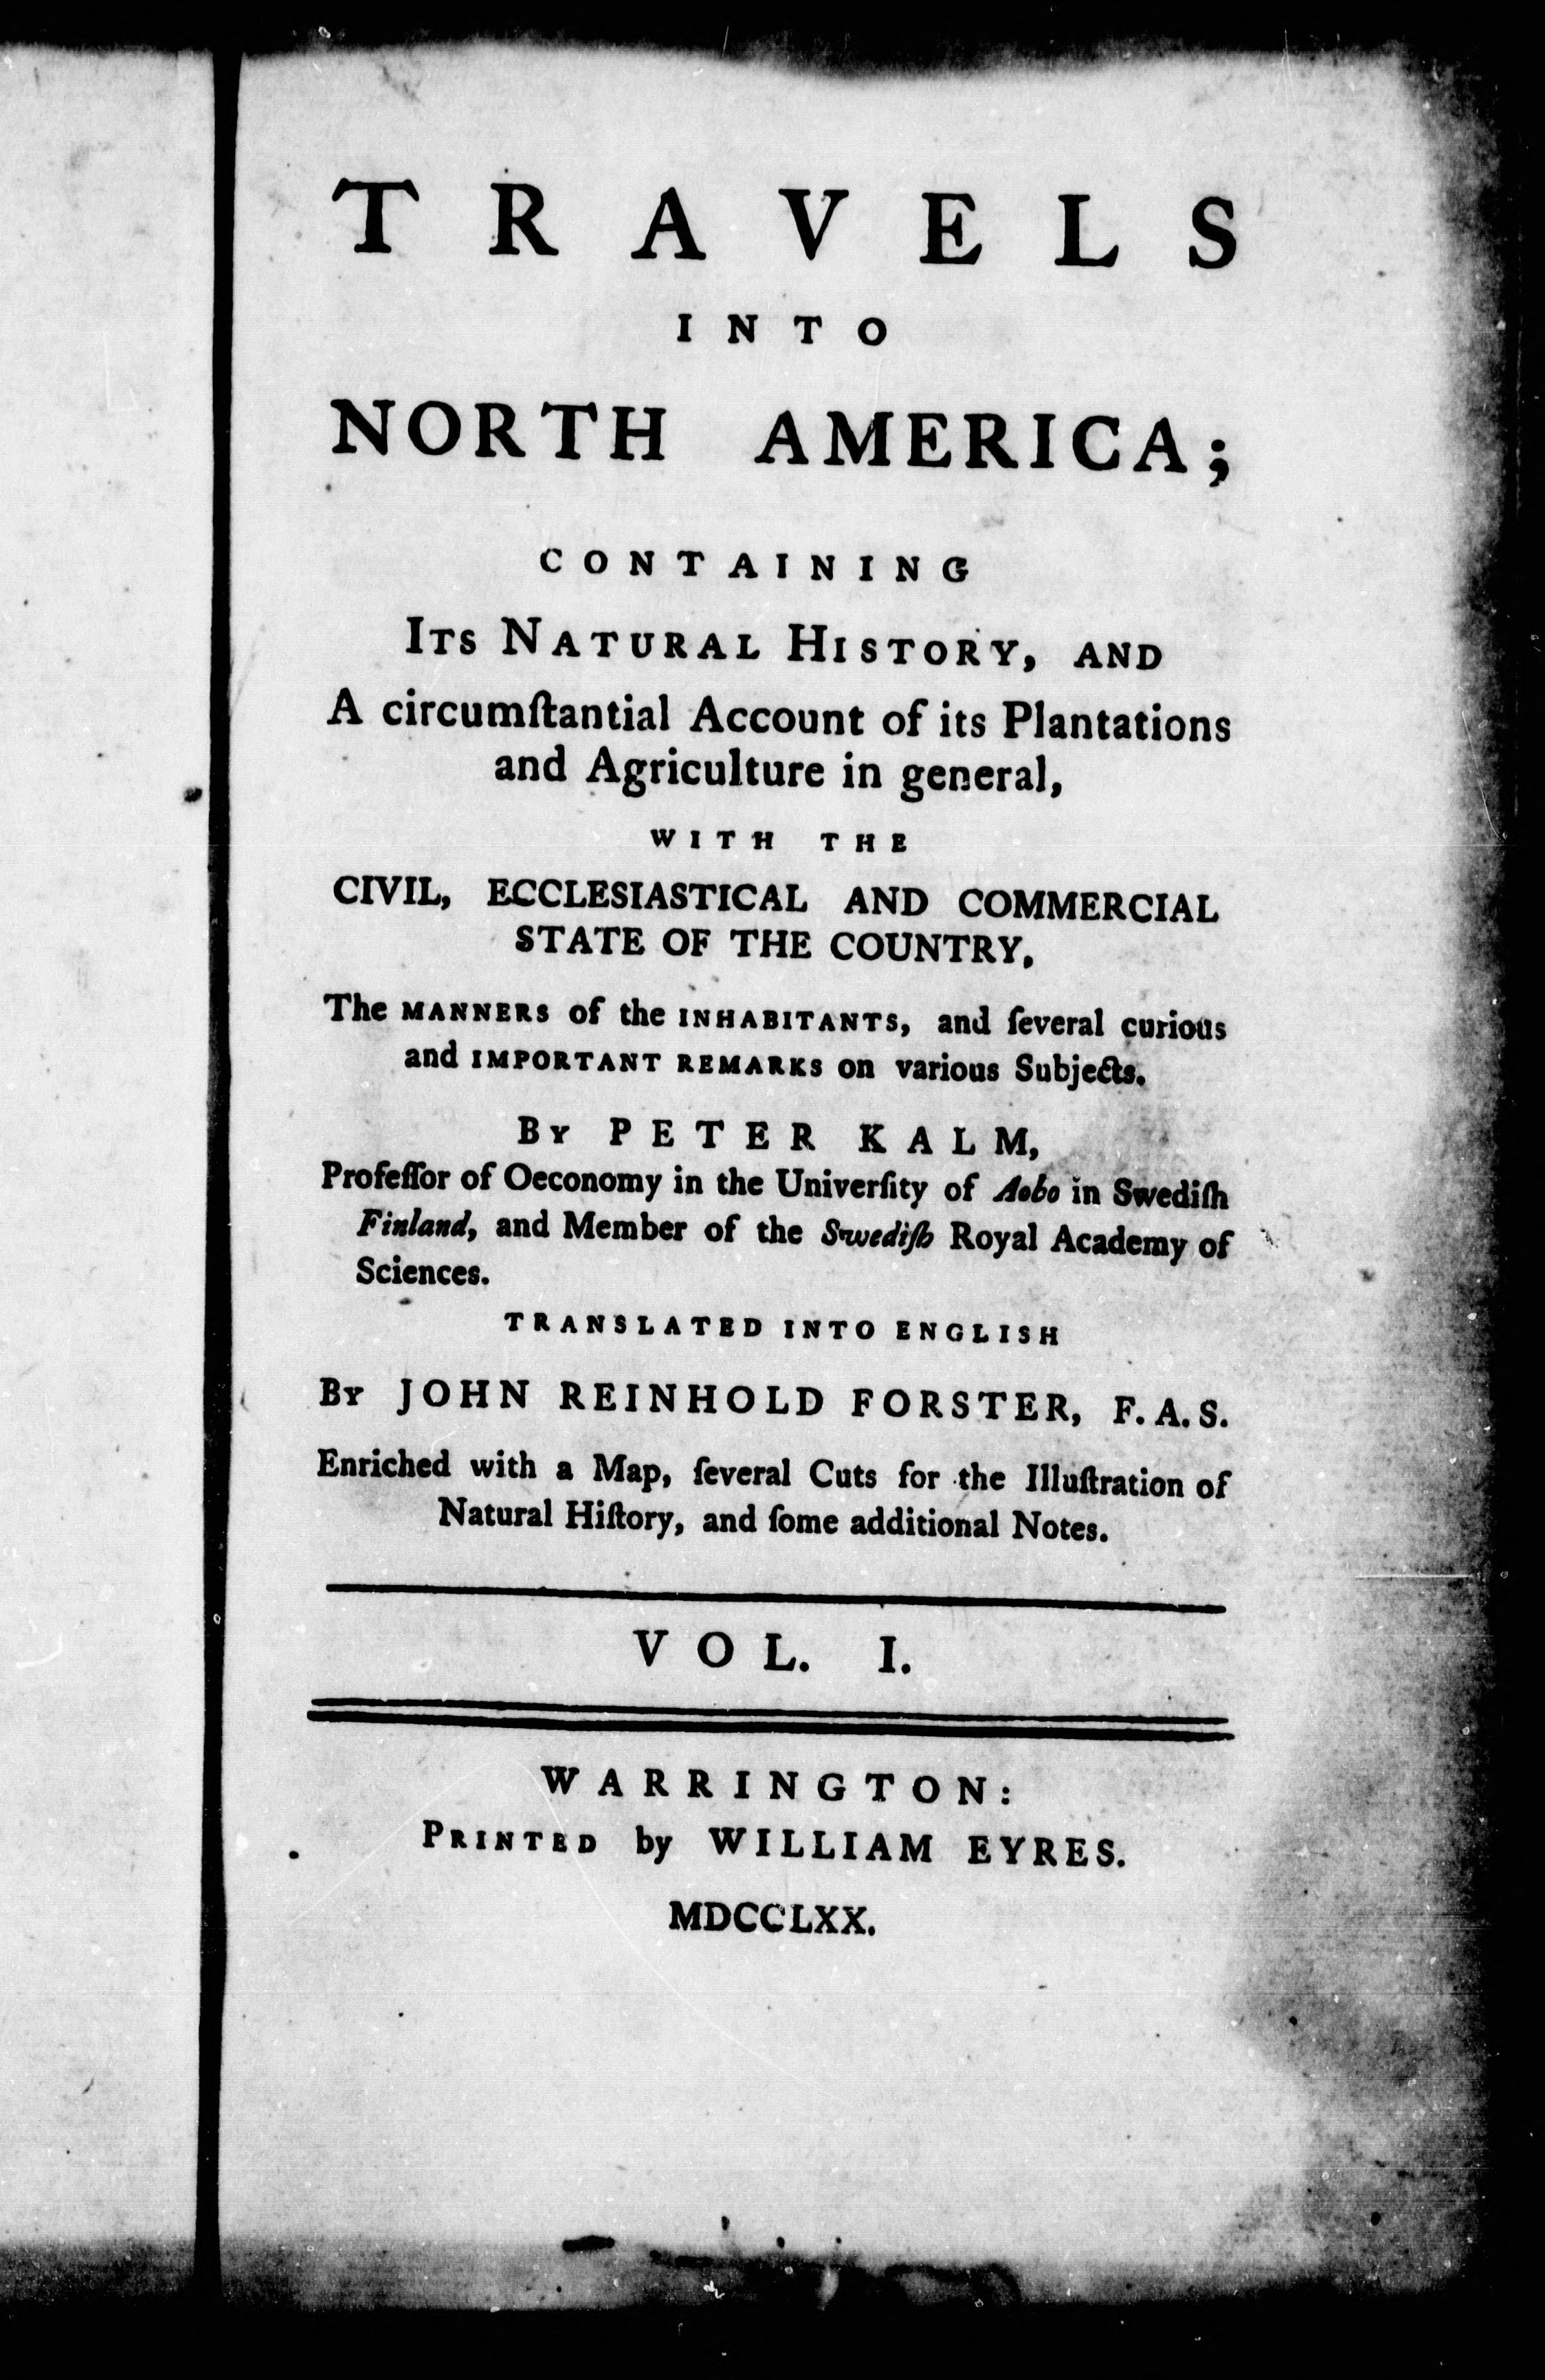 TRAVELS
INTO
NORTH AMERICA;
CONTAINING
ITS NATURAL HISTORY, AND
A circumſtantial Account of its Plantations
and Agriculture in general,
WITH THE
CIVIL, ECCLESIASTICAL AND COMMERCIAL
STATE OF THE COUNTRY,
The MANNERS of the INHABITANTS, and ſeveral curious
and IMPORTANT REMARKS on various Subjects.
BY PETER KALM,
Profeſſor of Oeconomy in the Univerſity of Aobo in Swediſh
Finland, and Member of the Swediſh Royal Academy of
Sciences.
TRANSLATED INTO ENGLISH
BY JOHN REINHOLD FORSTER, F.A.S.
Enriched with a Map, ſeveral Cuts for the Illuſtration of
Natural Hiſtory, and ſome additional Notes.
VOL. I.
WARRINGTON:
PRINTED by WILLIAM EYRES.
MDCCLXX.